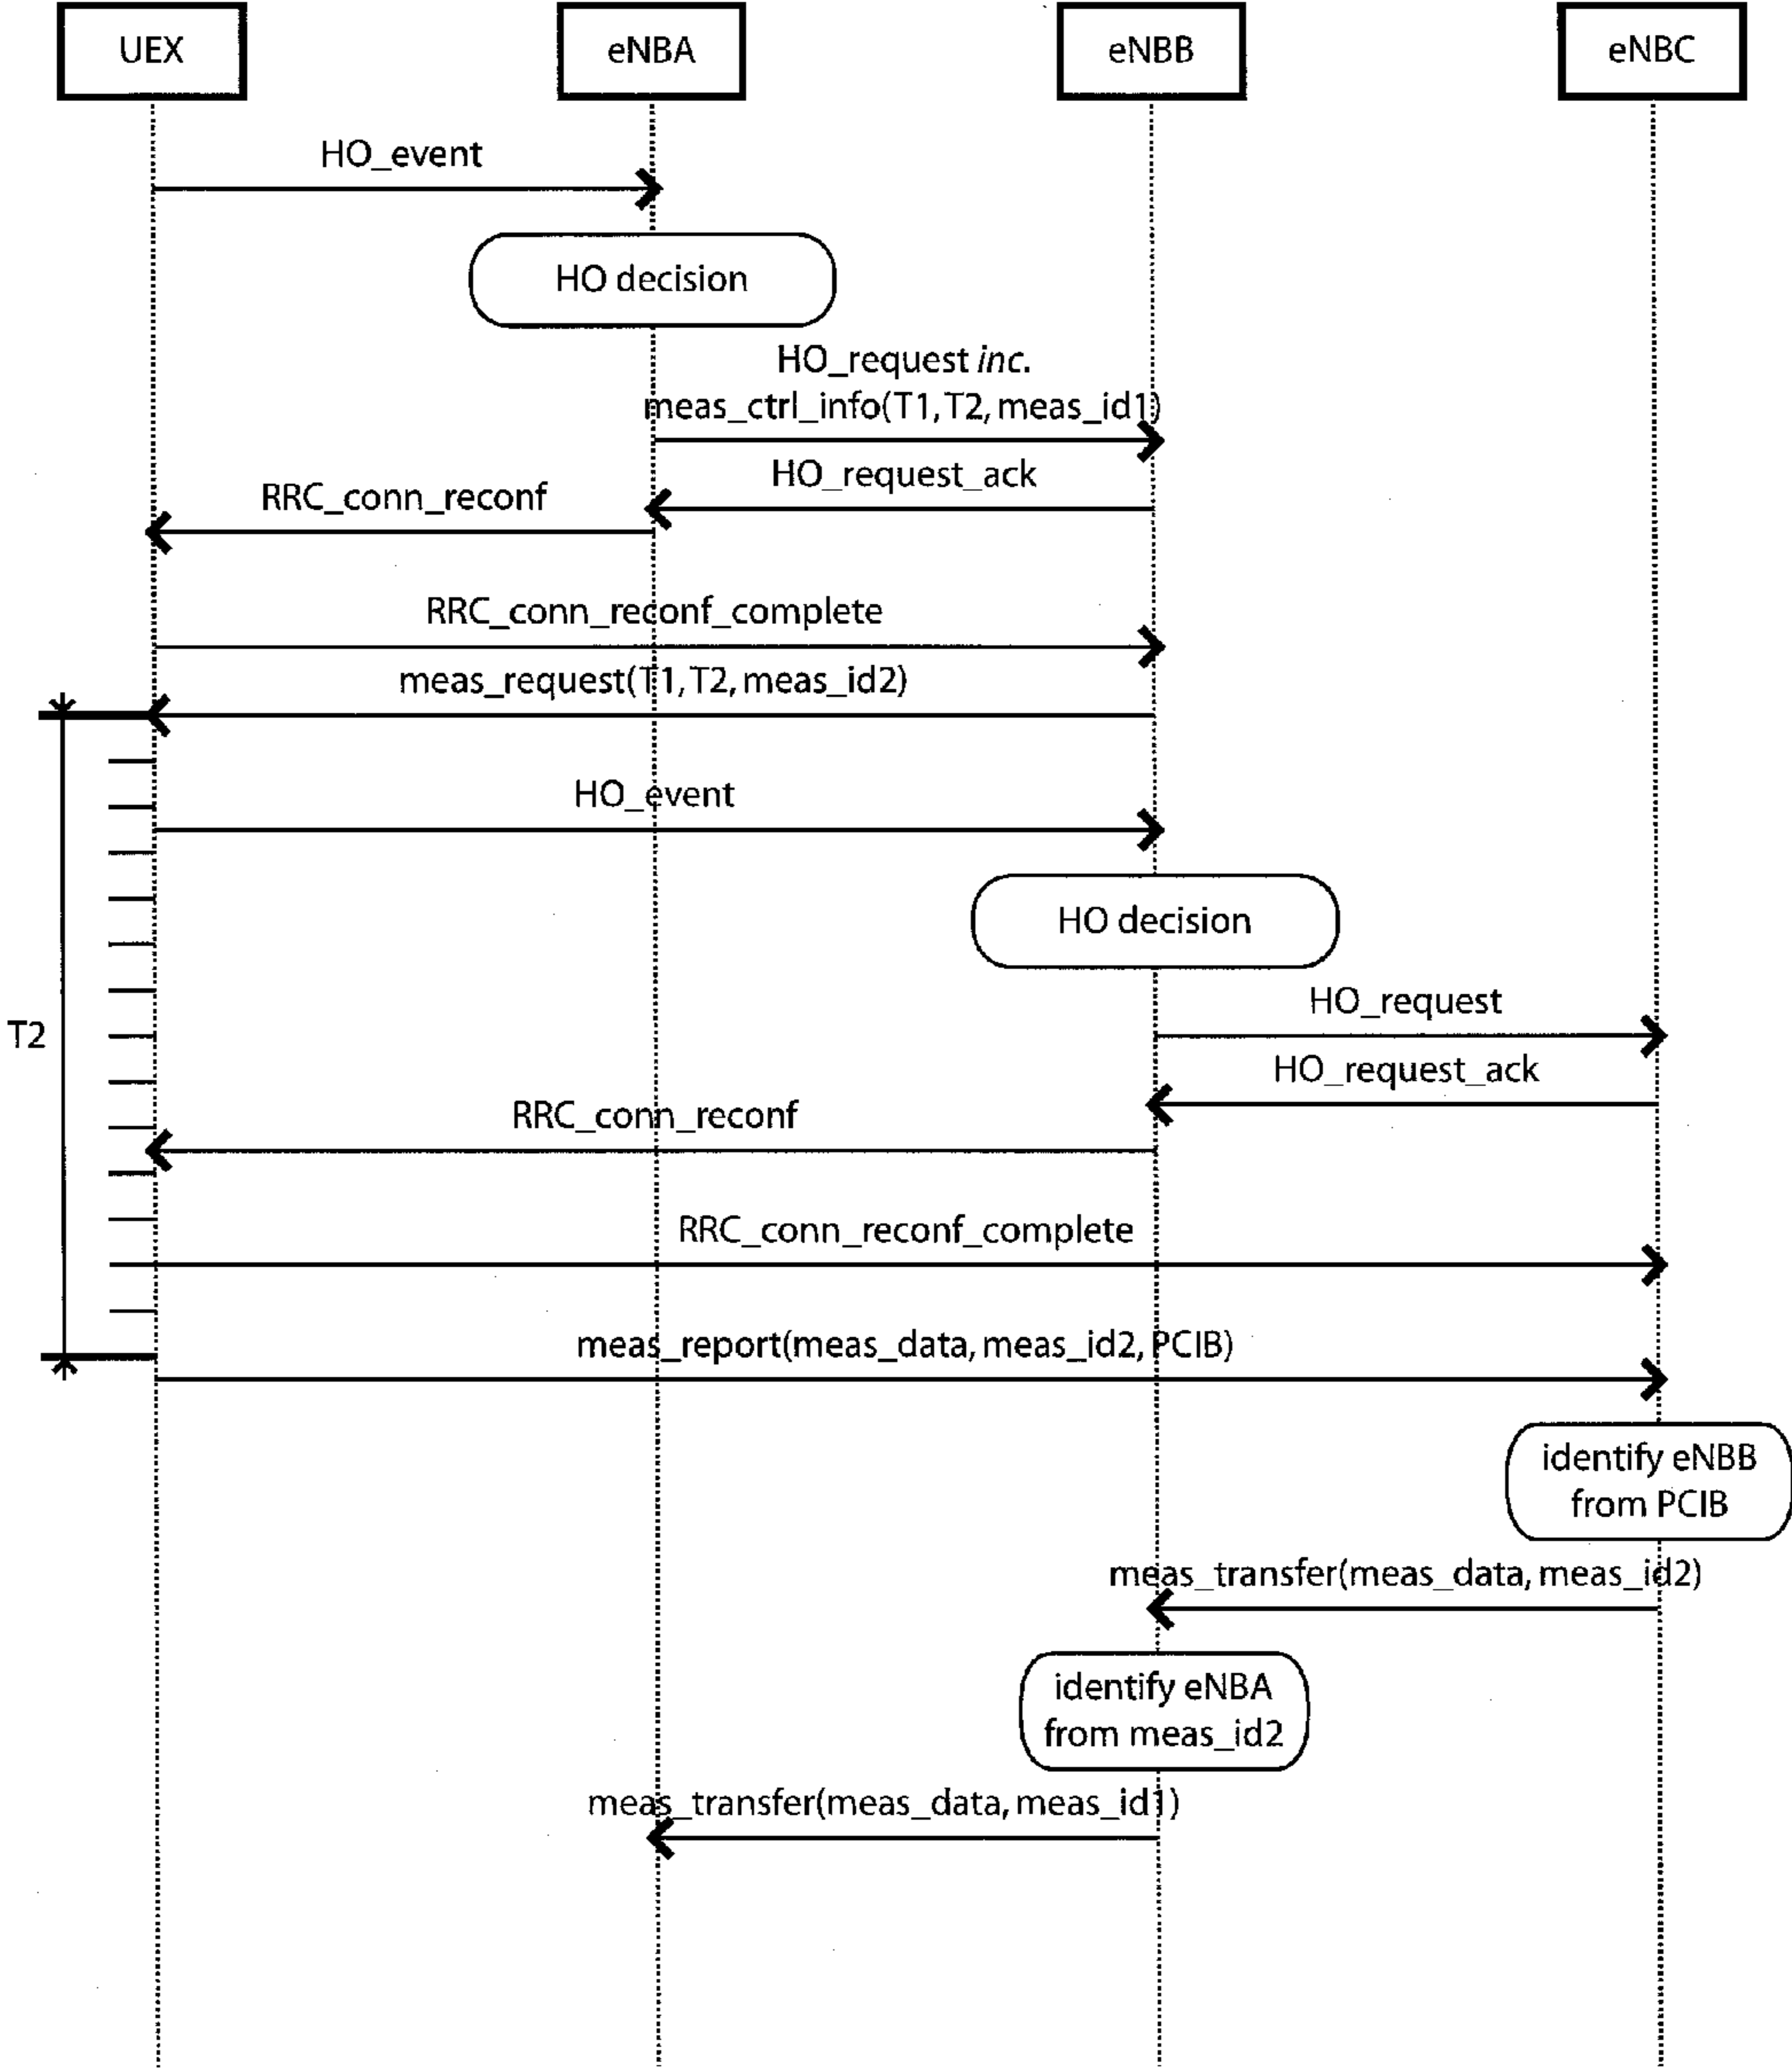 UEX
eNBA
eNBB
eNBC
HO_event
HO decision
HO_request inc.
meas_ctrl_info(T1,T2, meas_id1)
HO_request_ack
RRC_conn_reconf
RRC_conn_reconf_complete
meas_request(T1,T2, meas_id2)
HO_event
HO decision
HO_request
T2
HO_request_ack
RRC_conn_reconf
RRC_conn_reconf_complete
meas_report(meas_data, meas_id2, PCIB)
identify eNBB
from PCIB
meas_transfer(meas_data, meas_id2)
identify eNBA
from meas_id2
meas_transfer(meas_data, meas_id1)